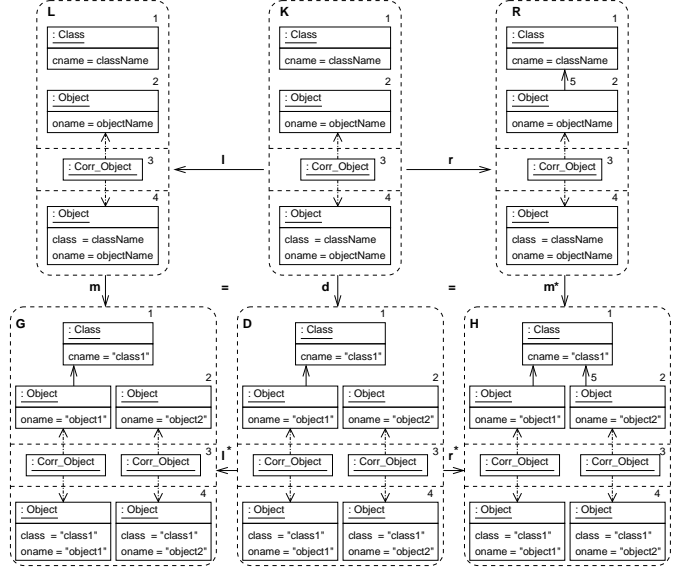 L K R
1 1 1
: Class : Class : Class
cname = className cname = className cname = className
5
2 2 2
: Object : Object : Object
oname = objectName oname = objectName oname = objectName
: Corr_Object 3 l : Corr_Object 3 r : Corr_Object 3
4 4 4
: Object : Object : Object
class = className class = className class = className
oname = objectName oname = objectName oname = objectName
m = d = m*
G D H
1 1 1
: Class : Class : Class
cname = "class1" cname = "class1" cname = "class1"
5
2 2 2
: Object : Object : Object : Object : Object : Object
oname = "object1" oname = "object2" oname = "object1" oname = "object2" oname = "object1" oname = "object2"
3 3 3
: Corr_Object : Corr_Object l* : Corr_Object : Corr_Object r* : Corr_Object : Corr_Object
4 4 4
: Object : Object : Object : Object : Object : Object
class = "class1" class = "class1" class = "class1" class = "class1" class = "class1" class = "class1"
oname = "object1" oname = "object2" oname = "object1" oname = "object2" oname = "object1" oname = "object2"